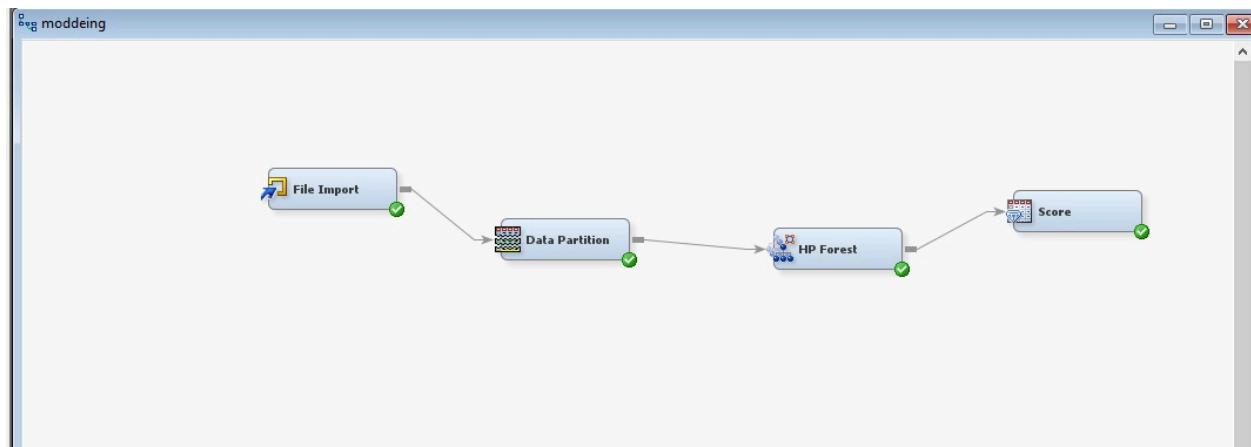 moddeing
File Import
Data Partition
HP Forest
Score